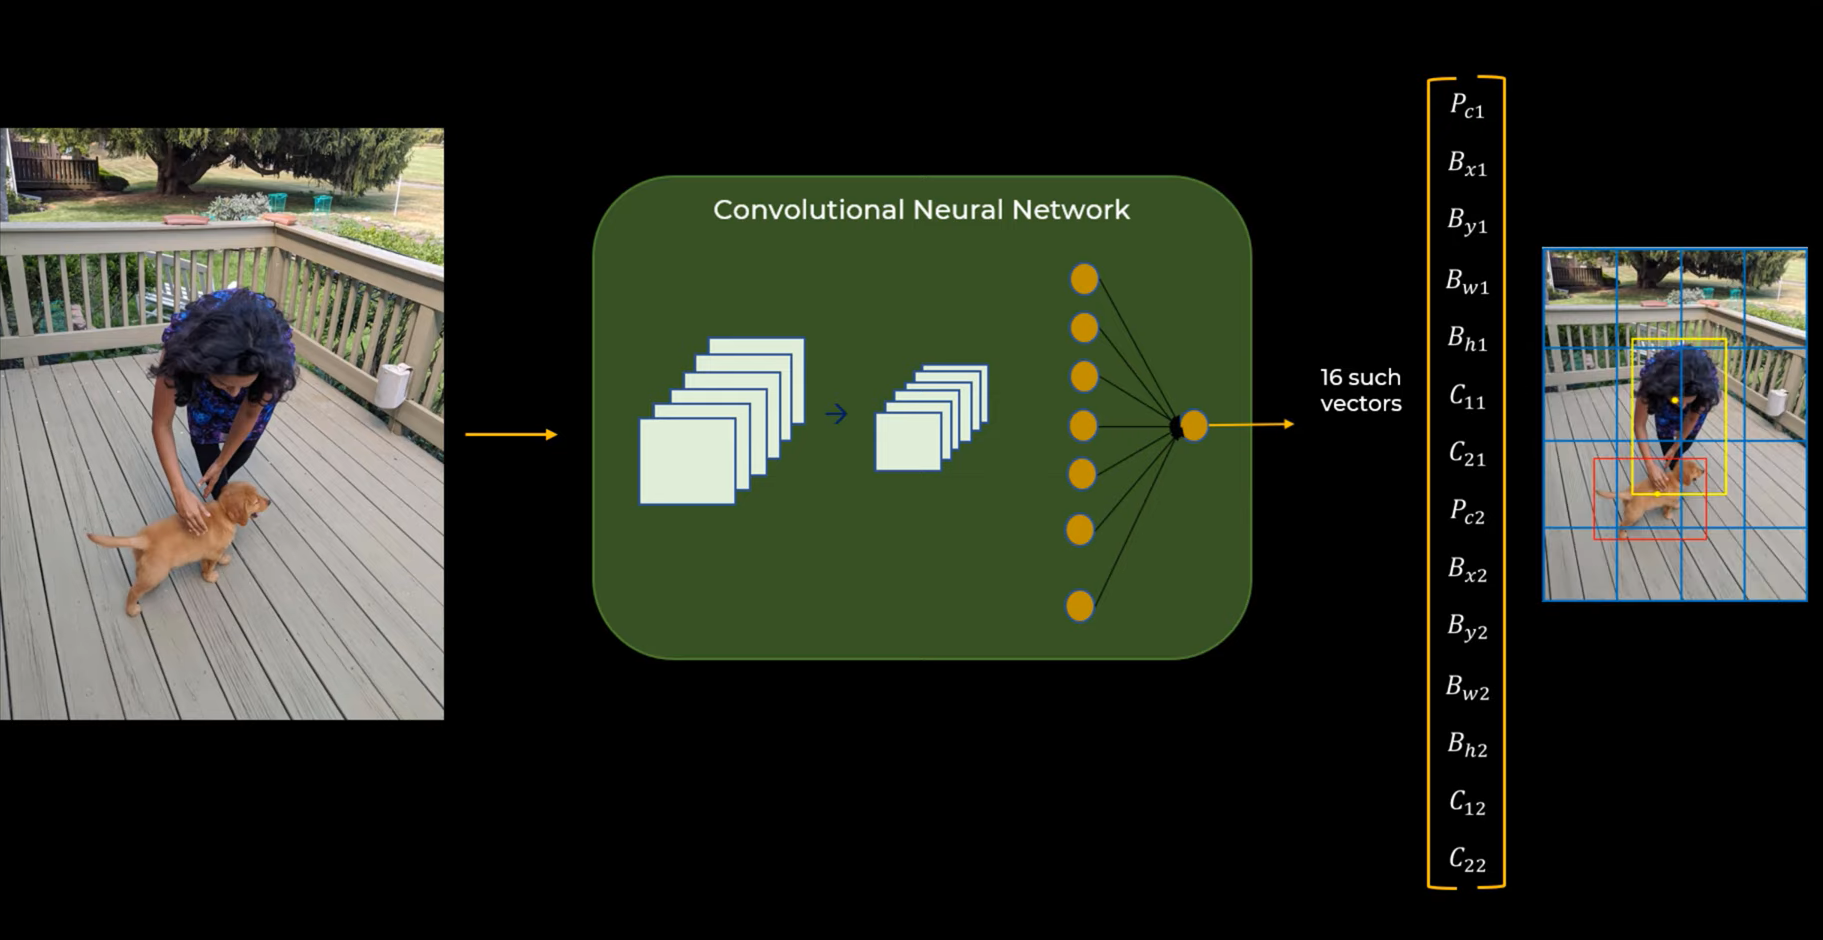 Convolutional Neural Network
16 such
vectors
P_{c1}
B_{x1}
B_{y1}
B_{w1}
B_{h1}
C_{11}
C_{21}
P_{c2}
B_{x2}
B_{y2}
B_{w2}
B_{h2}
C_{12}
C_{22}